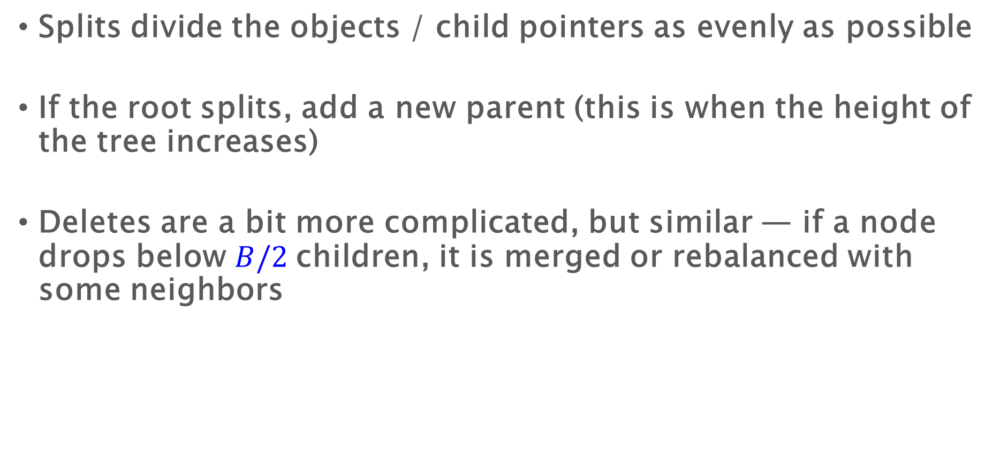 • Splits divide the objects / child pointers as evenly as possible
• If the root splits, add a new parent (this is when the height of
the tree increases)
• Deletes are a bit more complicated, but similar — if a node
drops below B/2 children, it is merged or rebalanced with
some neighbors